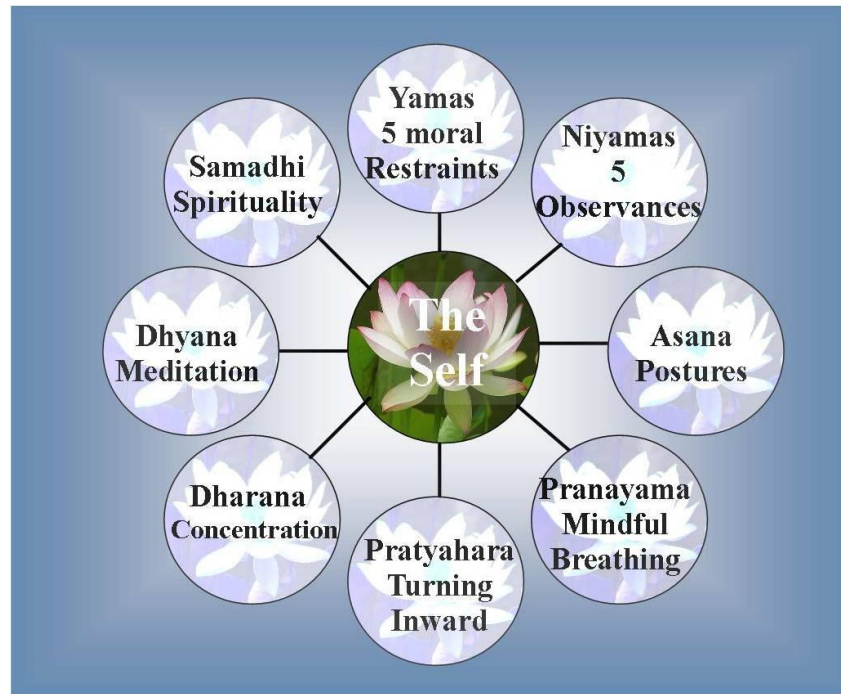 Yamas
5 moral
Restraints
Niyamas
5
Observances
Asana
Postures
Pranayama
Mindful
Breathing
Pratyahara
Turning
Inward
Dharana
Concentration
Dhyana
Meditation
Samadhi
Spirituality
The
Self